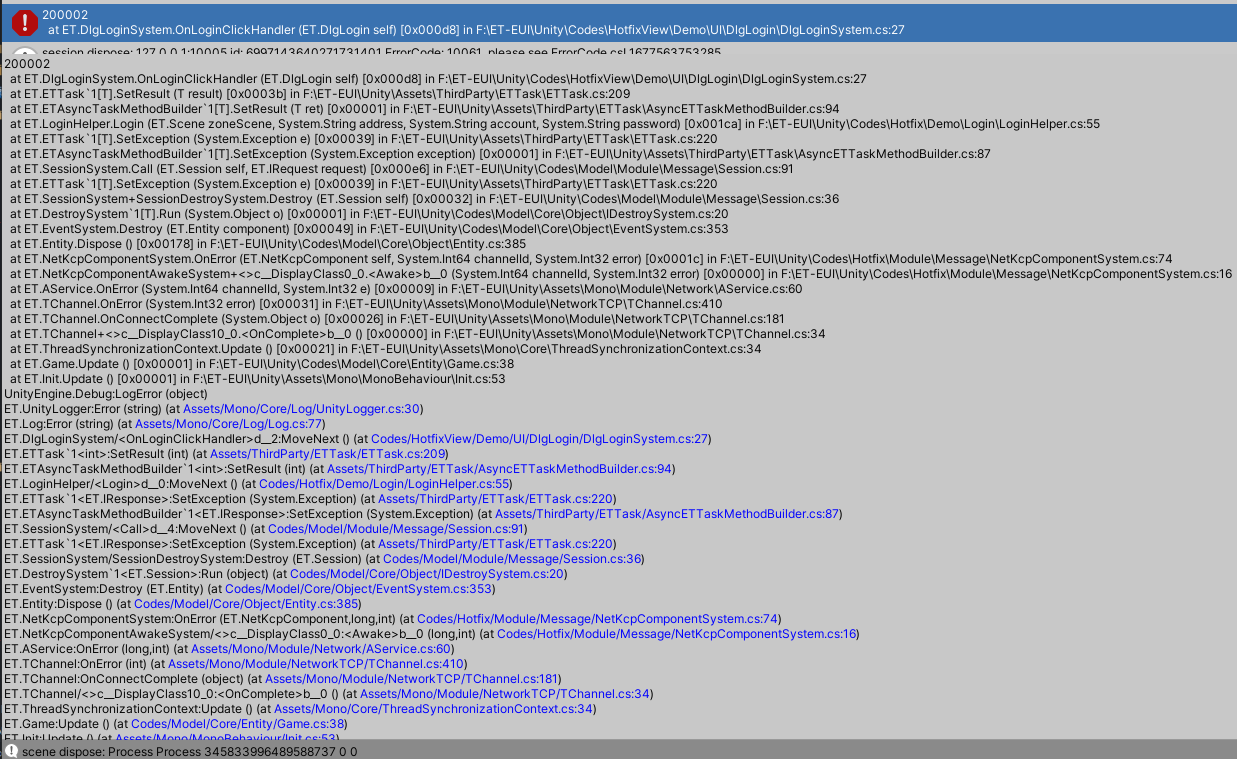 200002
at ET.DlgLoginSystem.OnLoginClickHandler (ET.DlgLogin self) [0x000d8] in F:\ET-EUI\Unity\Codes\HotfixView\Demo\UI\DlgLogin\DlgLoginSystem.cs:27
session dispose: 127.0.0.1:10005 id: 6997143640271731401 ErrorCode: 10061, please see ErrorCode.cs! 1677563753285
200002
at ET.DlgLoginSystem.OnLoginClickHandler (ET.DlgLogin self) [0x000d8] in F:\ET-EUI\Unity\Codes\HotfixView\Demo\UI\DlgLogin\DlgLoginSystem.cs:27
at ET.ETTask`1[T].SetResult (T result) [0x0003b] in F:\ET-EUI\Unity\Assets\ThirdParty\ETTask\ETTask.cs:209
at ET.ETAsyncTaskMethodBuilder`1[T].SetResult (T ret) [0x00001] in F:\ET-EUI\Unity\Assets\ThirdParty\ETTask\AsyncETTaskMethodBuilder.cs:94
at ET.LoginHelper.Login (ET.Scene zoneScene, System.String address, System.String account, System.String password) [0x001ca] in F:\ET-EUI\Unity\Codes\Hotfix\Demo\Login\LoginHelper.cs:55
at ET.ETTask`1[T].SetException (System.Exception e) [0x00039] in F:\ET-EUI\Unity\Assets\ThirdParty\ETTask\ETTask.cs:220
at ET.ETAsyncTaskMethodBuilder`1[T].SetException (System.Exception exception) [0x00001] in F:\ET-EUI\Unity\Assets\ThirdParty\ETTask\AsyncETTaskMethodBuilder.cs:87
at ET.SessionSystem.Call (ET.Session self, ET.IRequest request) [0x000e6] in F:\ET-EUI\Unity\Codes\Model\Module\Message\Session.cs:91
at ET.ETTask`1[T].SetException (System.Exception e) [0x00039] in F:\ET-EUI\Unity\Assets\ThirdParty\ETTask\ETTask.cs:220
at ET.SessionSystem+SessionDestroySystem.Destroy (ET.Session self) [0x00032] in F:\ET-EUI\Unity\Codes\Model\Module\Message\Session.cs:36
at ET.DestroySystem`1[T].Run (System.Object o) [0x00001] in F:\ET-EUI\Unity\Codes\Model\Core\Object\IDestroySystem.cs:20
at ET.EventSystem.Destroy (ET.Entity component) [0x00049] in F:\ET-EUI\Unity\Codes\Model\Core\Object\EventSystem.cs:353
at ET.Entity.Dispose () [0x00178] in F:\ET-EUI\Unity\Codes\Model\Core\Object\Entity.cs:385
at ET.NetKcpComponentSystem.OnError (ET.NetKcpComponent self, System.Int64 channelId, System.Int32 error) [0x0001c] in F:\ET-EUI\Unity\Codes\Hotfix\Module\Message\NetKcpComponentSystem.cs:74
at ET.NetKcpComponentAwakeSystem+<>c__DisplayClass0_0.<Awake>b__0 (System.Int64 channelId, System.Int32 error) [0x00000] in F:\ET-EUI\Unity\Codes\Hotfix\Module\Message\NetKcpComponentSystem.cs:16
at ET.AService.OnError (System.Int64 channelId, System.Int32 e) [0x00009] in F:\ET-EUI\Unity\Assets\Mono\Module\Network\AService.cs:60
at ET.TChannel.OnError (System.Int32 error) [0x00031] in F:\ET-EUI\Unity\Assets\Mono\Module\NetworkTCP\TChannel.cs:410
at ET.TChannel.OnConnectComplete (System.Object o) [0x00026] in F:\ET-EUI\Unity\Assets\Mono\Module\NetworkTCP\TChannel.cs:181
at ET.TChannel+<>c__DisplayClass10_0.<OnComplete>b__0 () [0x00000] in F:\ET-EUI\Unity\Assets\Mono\Module\NetworkTCP\TChannel.cs:34
at ET.ThreadSynchronizationContext.Update () [0x00021] in F:\ET-EUI\Unity\Assets\Mono\Core\ThreadSynchronizationContext.cs:34
at ET.Game.Update () [0x00001] in F:\ET-EUI\Unity\Codes\Model\Core\Entity\Game.cs:38
at ET.Init.Update () [0x00001] in F:\ET-EUI\Unity\Assets\Mono\MonoBehaviour\Init.cs:53
UnityEngine.Debug:LogError (object)
ET.UnityLogger:Error (string) (at Assets/Mono/Core/Log/UnityLogger.cs:30)
ET.Log:Error (string) (at Assets/Mono/Core/Log/Log.cs:77)
ET.DlgLoginSystem/<OnLoginClickHandler>d__2:MoveNext () (at Codes/HotfixView/Demo/UI/DlgLogin/DlgLoginSystem.cs:27)
ET.ETTask`1<int>:SetResult (int) (at Assets/ThirdParty/ETTask/ETTask.cs:209)
ET.ETAsyncTaskMethodBuilder`1<int>:SetResult (int) (at Assets/ThirdParty/ETTask/AsyncETTaskMethodBuilder.cs:94)
ET.LoginHelper/<Login>d__0:MoveNext () (at Codes/Hotfix/Demo/Login/LoginHelper.cs:55)
ET.ETTask`1<ET.IResponse>:SetException (System.Exception) (at Assets/ThirdParty/ETTask/ETTask.cs:220)
ET.ETAsyncTaskMethodBuilder`1<ET.IResponse>:SetException (System.Exception) (at Assets/ThirdParty/ETTask/AsyncETTaskMethodBuilder.cs:87)
ET.SessionSystem/<Call>d__4:MoveNext () (at Codes/Model/Module/Message/Session.cs:91)
ET.ETTask`1<ET.IResponse>:SetException (System.Exception) (at Assets/ThirdParty/ETTask/ETTask.cs:220)
ET.SessionSystem/SessionDestroySystem:Destroy (ET.Session) (at Codes/Model/Module/Message/Session.cs:36)
ET.DestroySystem`1<ET.Session>:Run (object) (at Codes/Model/Core/Object/IDestroySystem.cs:20)
ET.EventSystem:Destroy (ET.Entity) (at Codes/Model/Core/Object/EventSystem.cs:353)
ET.Entity:Dispose () (at Codes/Model/Core/Object/Entity.cs:385)
ET.NetKcpComponentSystem:OnError (ET.NetKcpComponent,long,int) (at Codes/Hotfix/Module/Message/NetKcpComponentSystem.cs:74)
ET.NetKcpComponentAwakeSystem/<>c__DisplayClass0_0:<Awake>b__0 (long,int) (at Codes/Hotfix/Module/Message/NetKcpComponentSystem.cs:16)
ET.AService:OnError (long,int) (at Assets/Mono/Module/Network/AService.cs:60)
ET.TChannel:OnError (int) (at Assets/Mono/Module/NetworkTCP/TChannel.cs:410)
ET.TChannel:OnConnectComplete (object) (at Assets/Mono/Module/NetworkTCP/TChannel.cs:181)
ET.TChannel/<>c__DisplayClass10_0:<OnComplete>b__0 () (at Assets/Mono/Module/NetworkTCP/TChannel.cs:34)
ET.ThreadSynchronizationContext:Update () (at Assets/Mono/Core/ThreadSynchronizationContext.cs:34)
ET.Game:Update () (at Codes/Model/Core/Entity/Game.cs:38)
ET.Init:Update () (at Assets/Mono/MonoBehaviour/Init.cs:53)
scene dispose: Process Process 345833996489588737 0 0